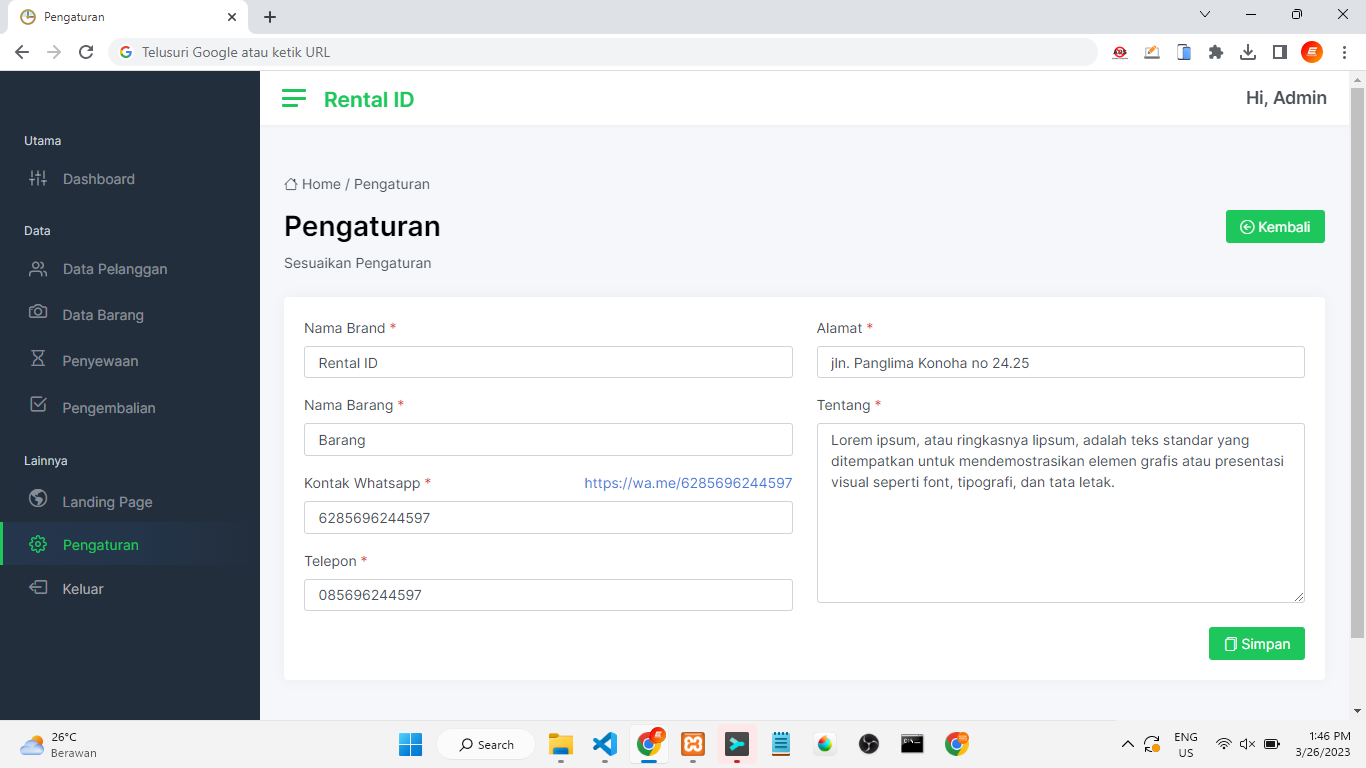 Pengaturan
Telusuri Google atau ketik URL
Rental ID
Hi, Admin
Utama
Dashboard
Data
Data Pelanggan
Data Barang
Penyewaan
Pengembalian
Lainnya
Landing Page
Pengaturan
Keluar
Home / Pengaturan
Pengaturan
Kembali
Sesuaikan Pengaturan
Nama Brand *
Rental ID
Nama Barang *
Barang
Kontak Whatsapp *
https://wa.me/6285696244597
6285696244597
Telepon *
085696244597
Alamat *
jln. Panglima Konoha no 24.25
Tentang *
Lorem ipsum, atau ringkasnya lipsum, adalah teks standar yang
ditempatkan untuk mendemostrasikan elemen grafis atau presentasi
visual seperti font, tipografi, dan tata letak.
Simpan
26°C
Berawan
Search
ENG
US
1:46 PM
3/26/2023